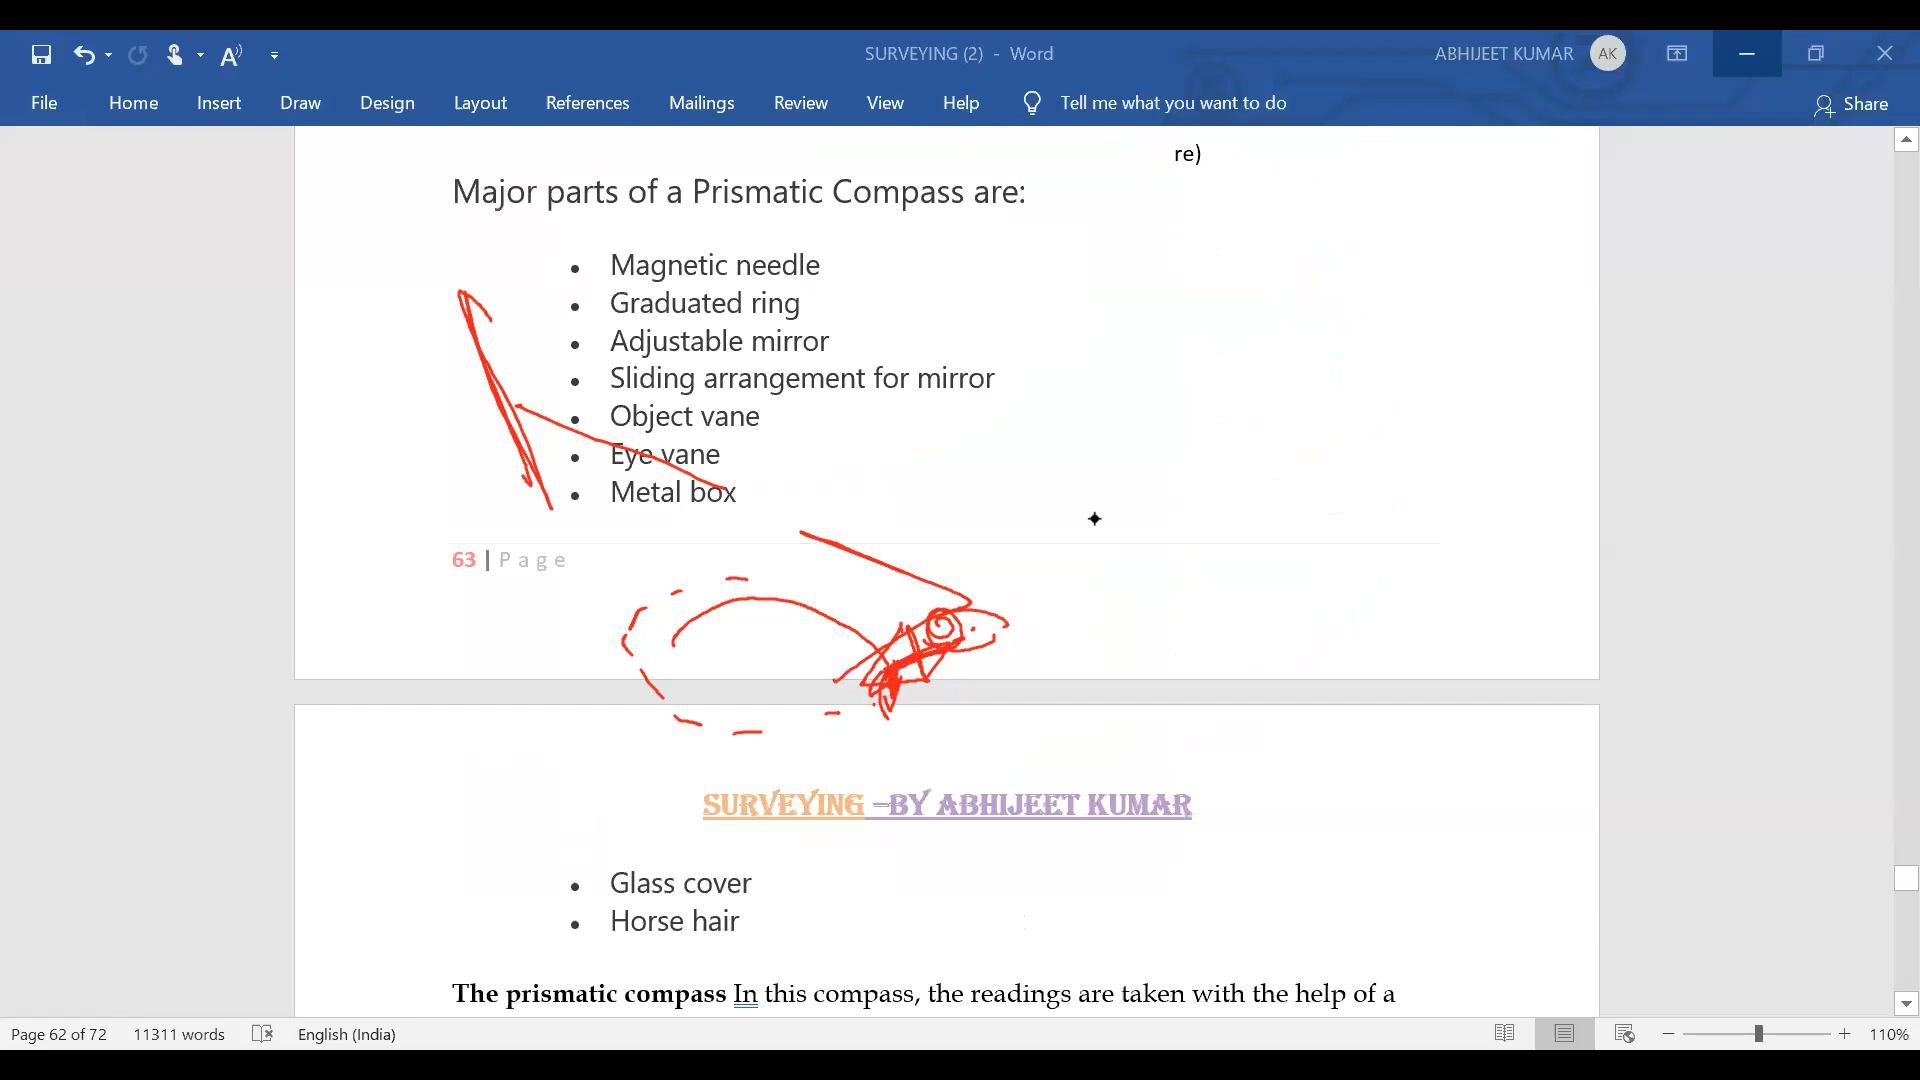 SURVEYING (2) - Word
ABHIJEET KUMAR AK
File Home Insert Draw Design Layout References Mailings Review View Help Tell me what you want to do Share
re)
Major parts of a Prismatic Compass are:
• Magnetic needle
• Graduated ring
• Adjustable mirror
• Sliding arrangement for mirror
• Object vane
• Eye vane
• Metal box
63 | Page
SURVEYING –BY ABHIJEET KUMAR
• Glass cover
• Horse hair
The prismatic compass In this compass, the readings are taken with the help of a
Page 62 of 72 11311 words English (India) 110%